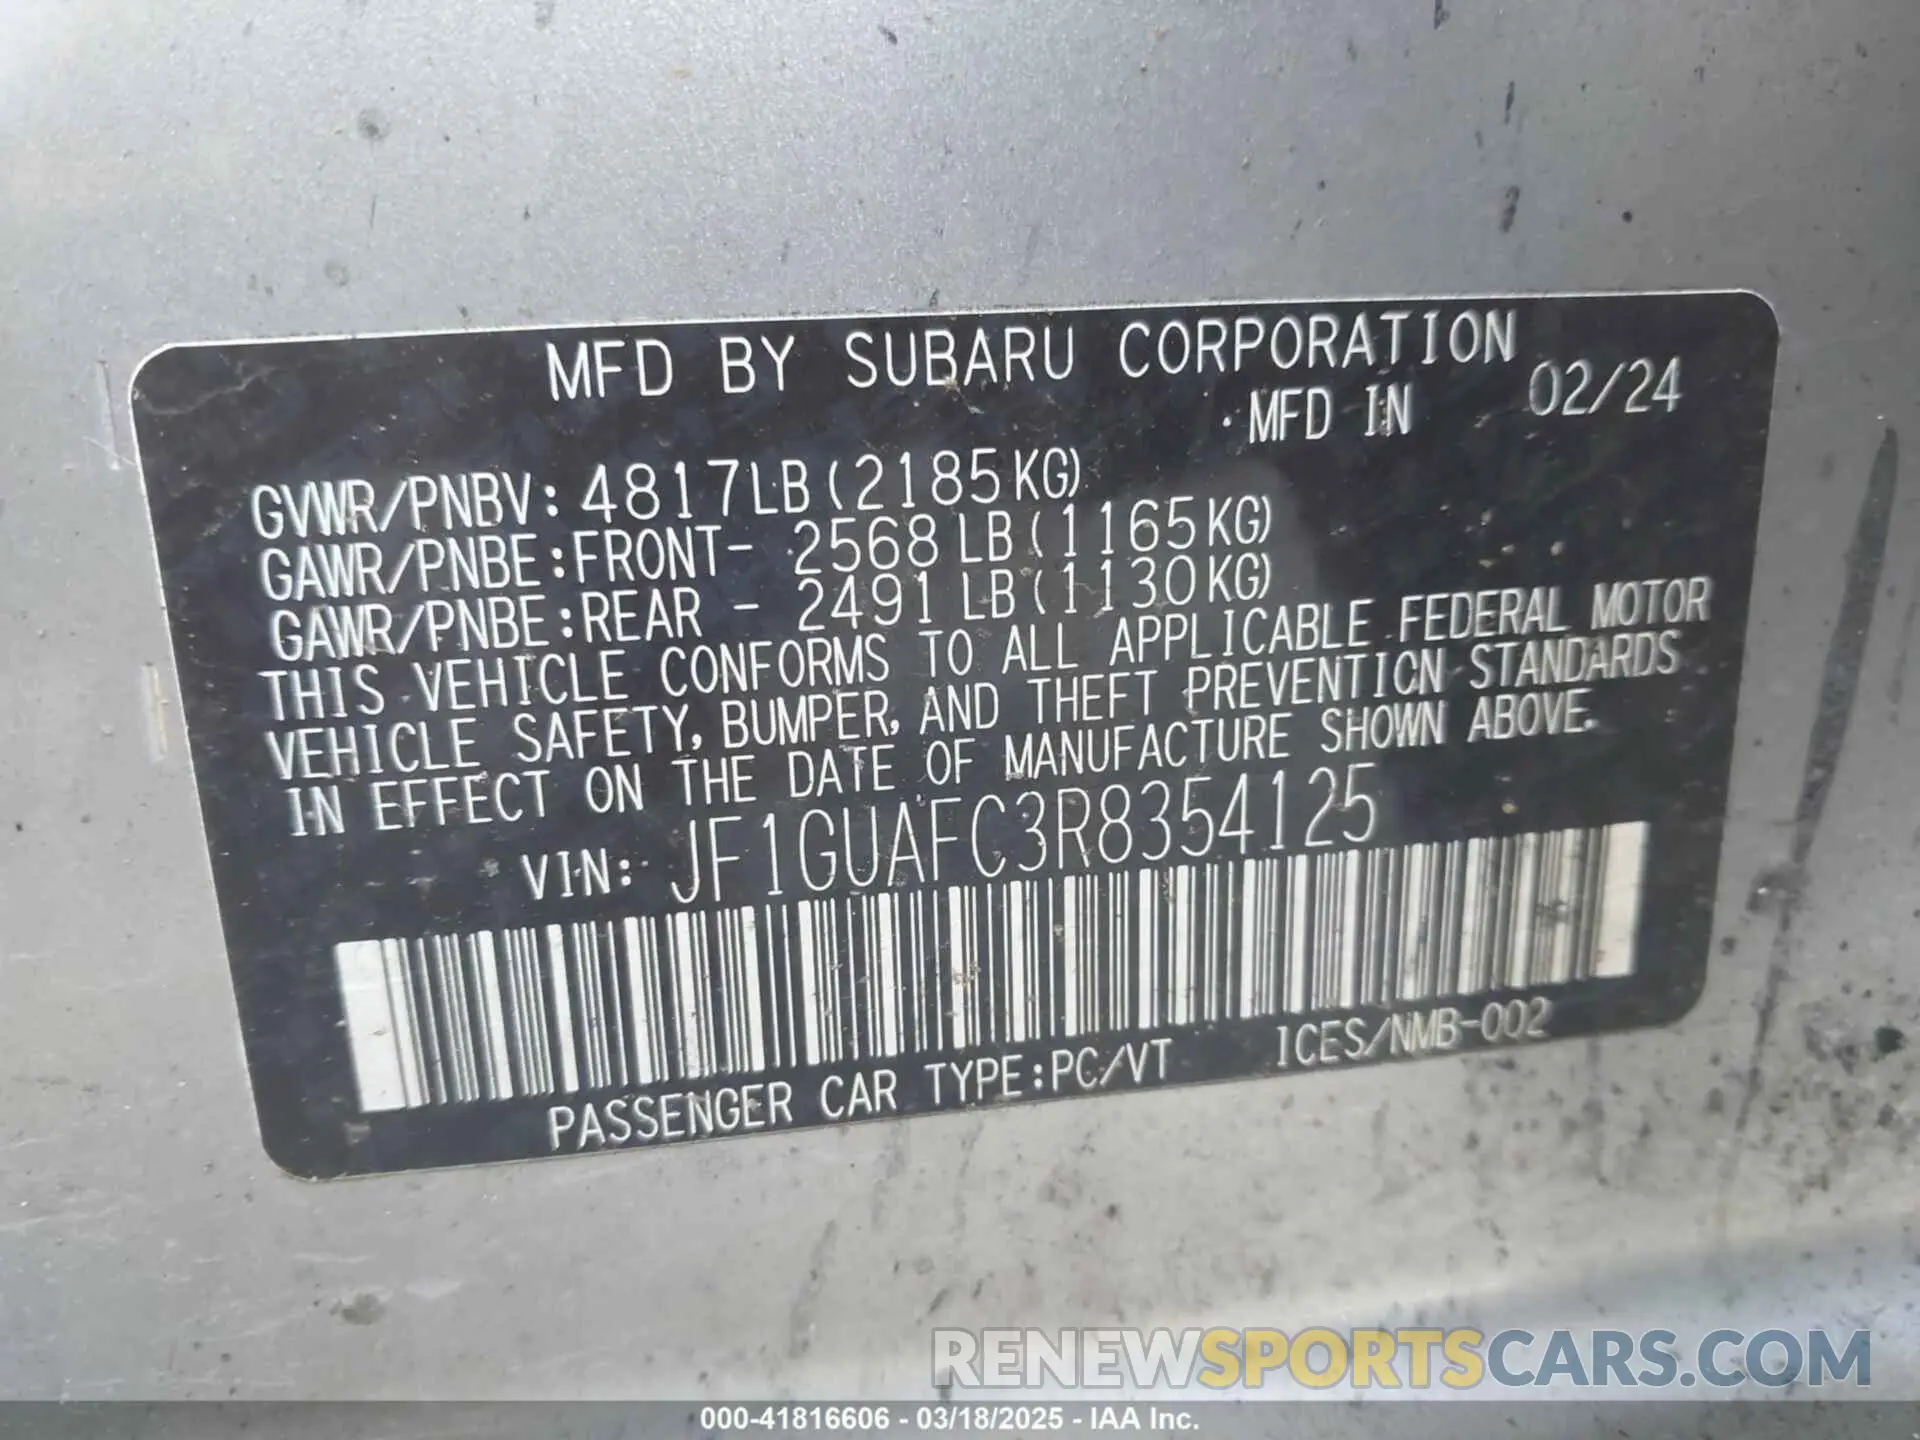 MFD BY SUBARU CORPORATION
MFD IN 02/24
GVWR/PNBV: 4817LB(2185KG)
GAWR/PNBE:FRONT- 2568LB(1165KG)
GAWR/PNBE:REAR - 2491LB(1130KG)
THIS VEHICLE CONFORMS TO ALL APPLICABLE FEDERAL MOTOR
VEHICLE SAFETY, BUMPER, AND THEFT PREVENTION STANDARDS
IN EFFECT ON THE DATE OF MANUFACTURE SHOWN ABOVE.
VIN: JF1GUAFC3R8354125
PASSENGER CAR TYPE:PC/VT ICES/NMB-002
RENEWSPORTSCARS.COM
000-41816606 - 03/18/2025 - IAA Inc.